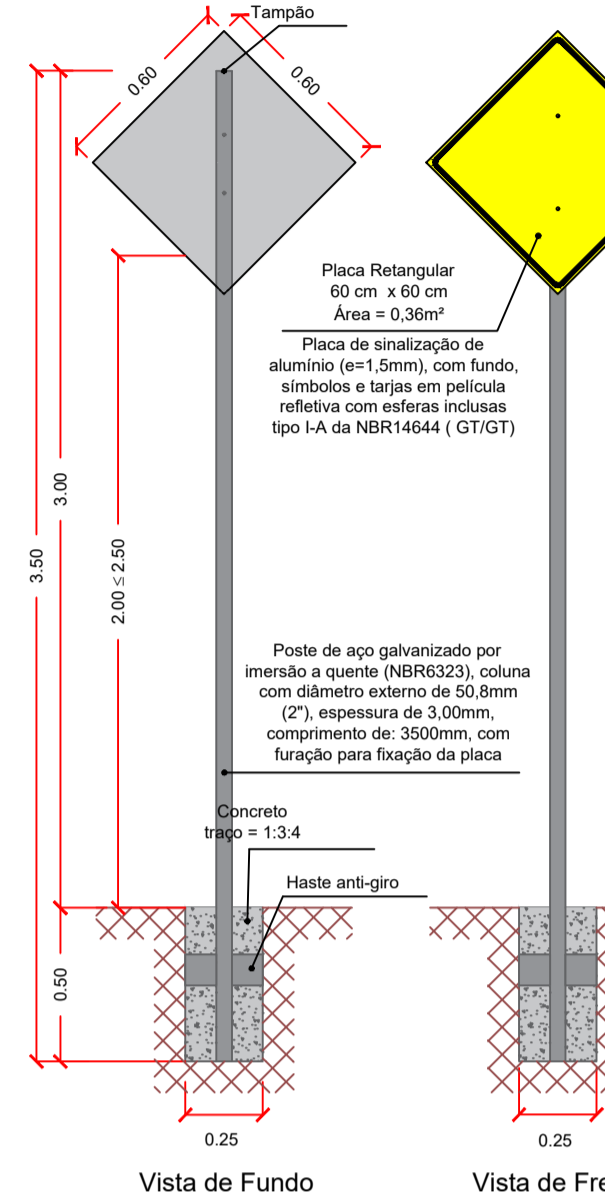 Tampão
0.60
0.60
Placa Retangular
60 cm x 60 cm
Área = 0,36m²
Placa de sinalização de
alumínio (e=1,5mm), com fundo,
símbolos e tarjas em película
refletiva com esferas inclusas
tipo I-A da NBR14644 ( GT/GT)
3.00
3.50
2.00 ≤ 2.50
Poste de aço galvanizado por
imersão a quente (NBR6323), coluna
com diâmetro externo de 50,8mm
(2"), espessura de 3,00mm,
comprimento de: 3500mm, com
furação para fixação da placa
Concreto
traço = 1:3:4
Haste anti-giro
0.50
0.25
0.25
Vista de Fundo
Vista de Fre